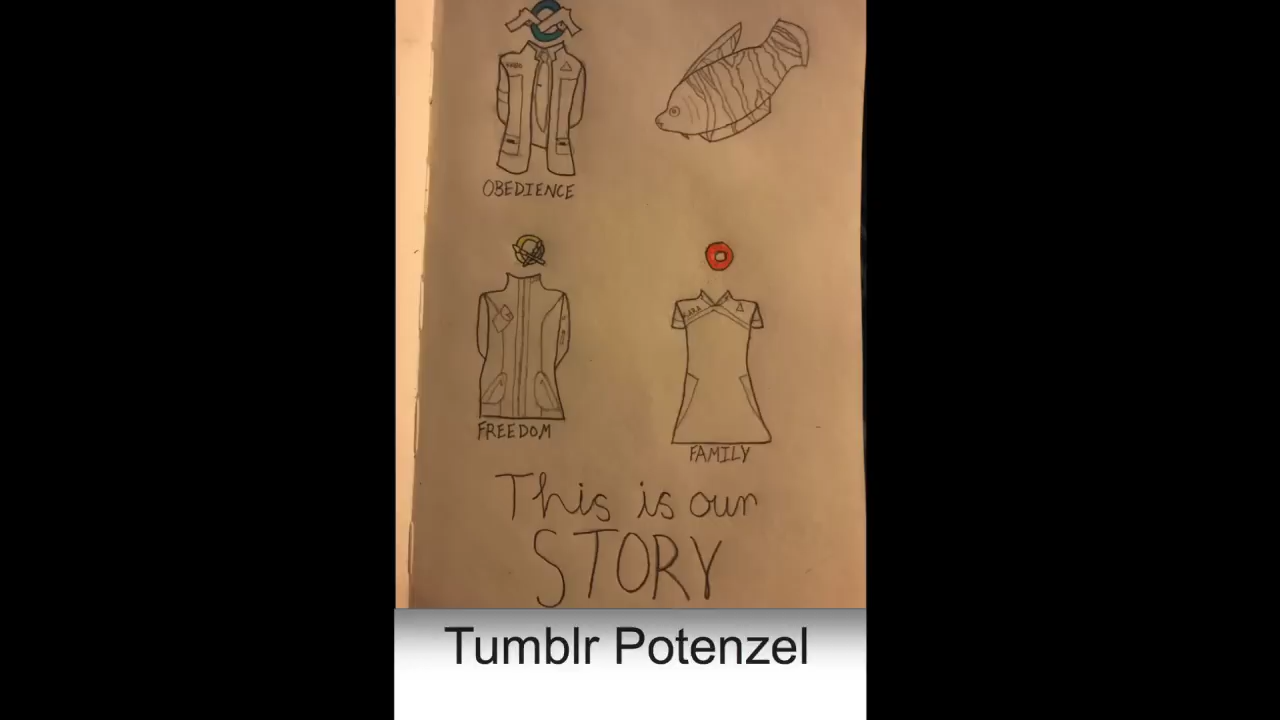 OBEDIENCE
FREEDOM
FAMILY
This is our
STORY
Tumblr Potenzel